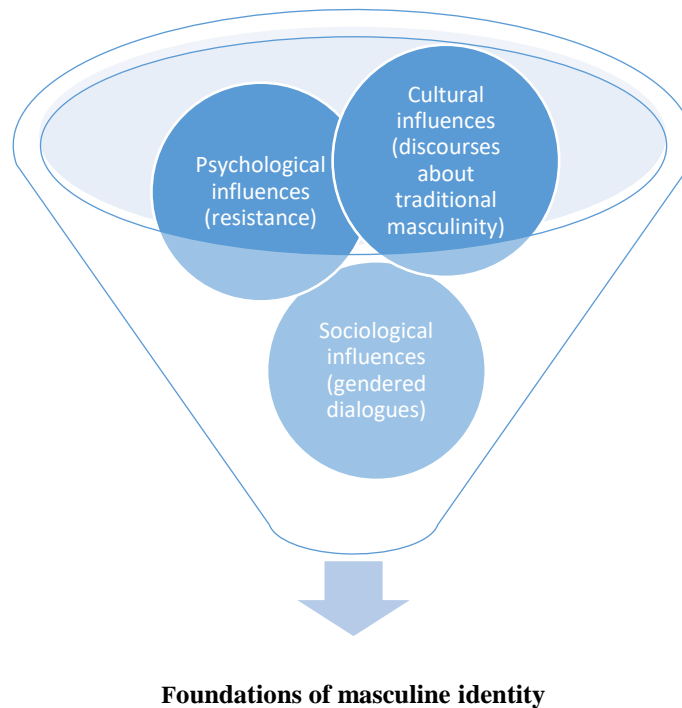 Cultural
influences
(discourses
about
traditional
masculinity)
Psychological
influences
(resistance)
Sociological
influences
(gendered
dialogues)
Foundations of masculine identity